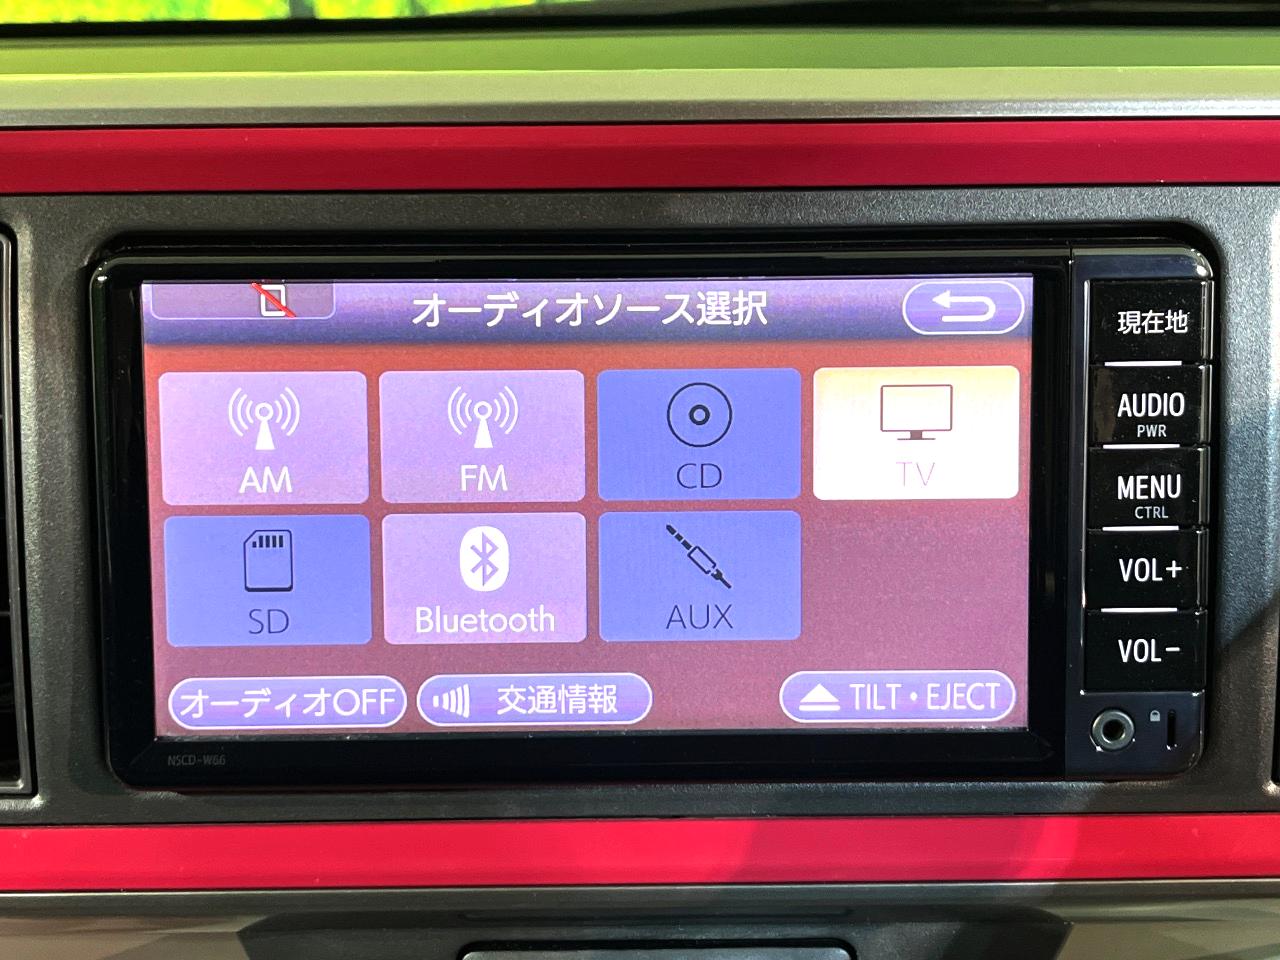 オーディオソース選択
AM
FM
CD
TV
SD
Bluetooth
AUX
オーディオOFF
交通情報
TILT・EJECT
現在地
AUDIO
PWR
MENU
CTRL
VOL+
VOL-
NSCD-W66